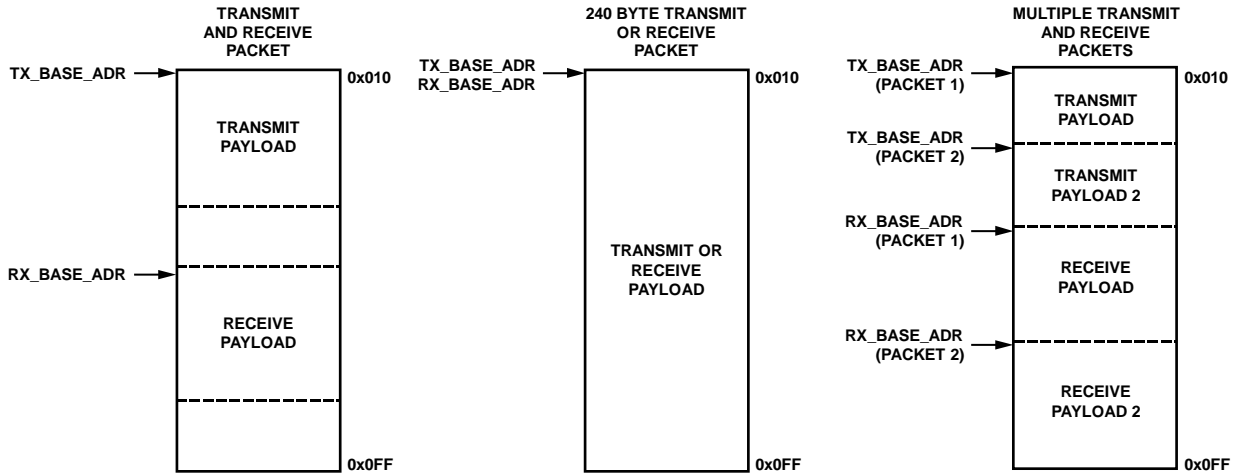 TRANSMIT
AND RECEIVE
PACKET
TX_BASE_ADR
0x010
TRANSMIT
PAYLOAD
RX_BASE_ADR
RECEIVE
PAYLOAD
0x0FF
240 BYTE TRANSMIT
OR RECEIVE
PACKET
TX_BASE_ADR
RX_BASE_ADR
0x010
TRANSMIT OR
RECEIVE
PAYLOAD
0x0FF
MULTIPLE TRANSMIT
AND RECEIVE
PACKETS
TX_BASE_ADR
(PACKET 1)
0x010
TRANSMIT
PAYLOAD
TX_BASE_ADR
(PACKET 2)
TRANSMIT
PAYLOAD 2
RX_BASE_ADR
(PACKET 1)
RECEIVE
PAYLOAD
RX_BASE_ADR
(PACKET 2)
RECEIVE
PAYLOAD 2
0x0FF